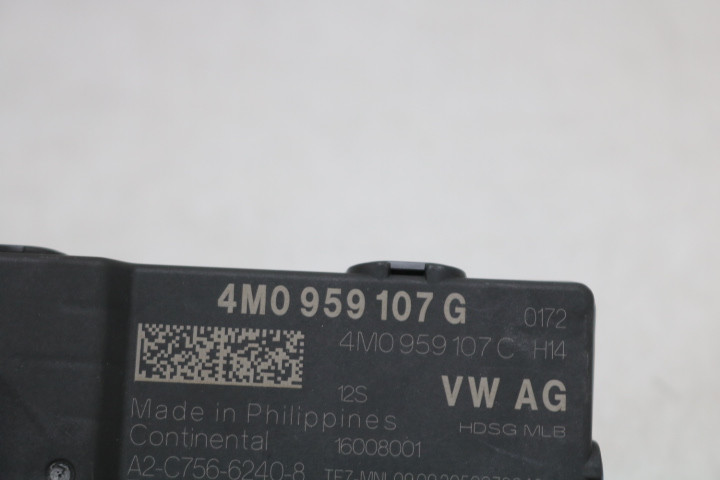 4M0 959 107 G 0172
4M0 959 107 C H14
12S VW AG
Made in Philippines HDSG MLB
Continental 16008001
A2-C756-6240-8